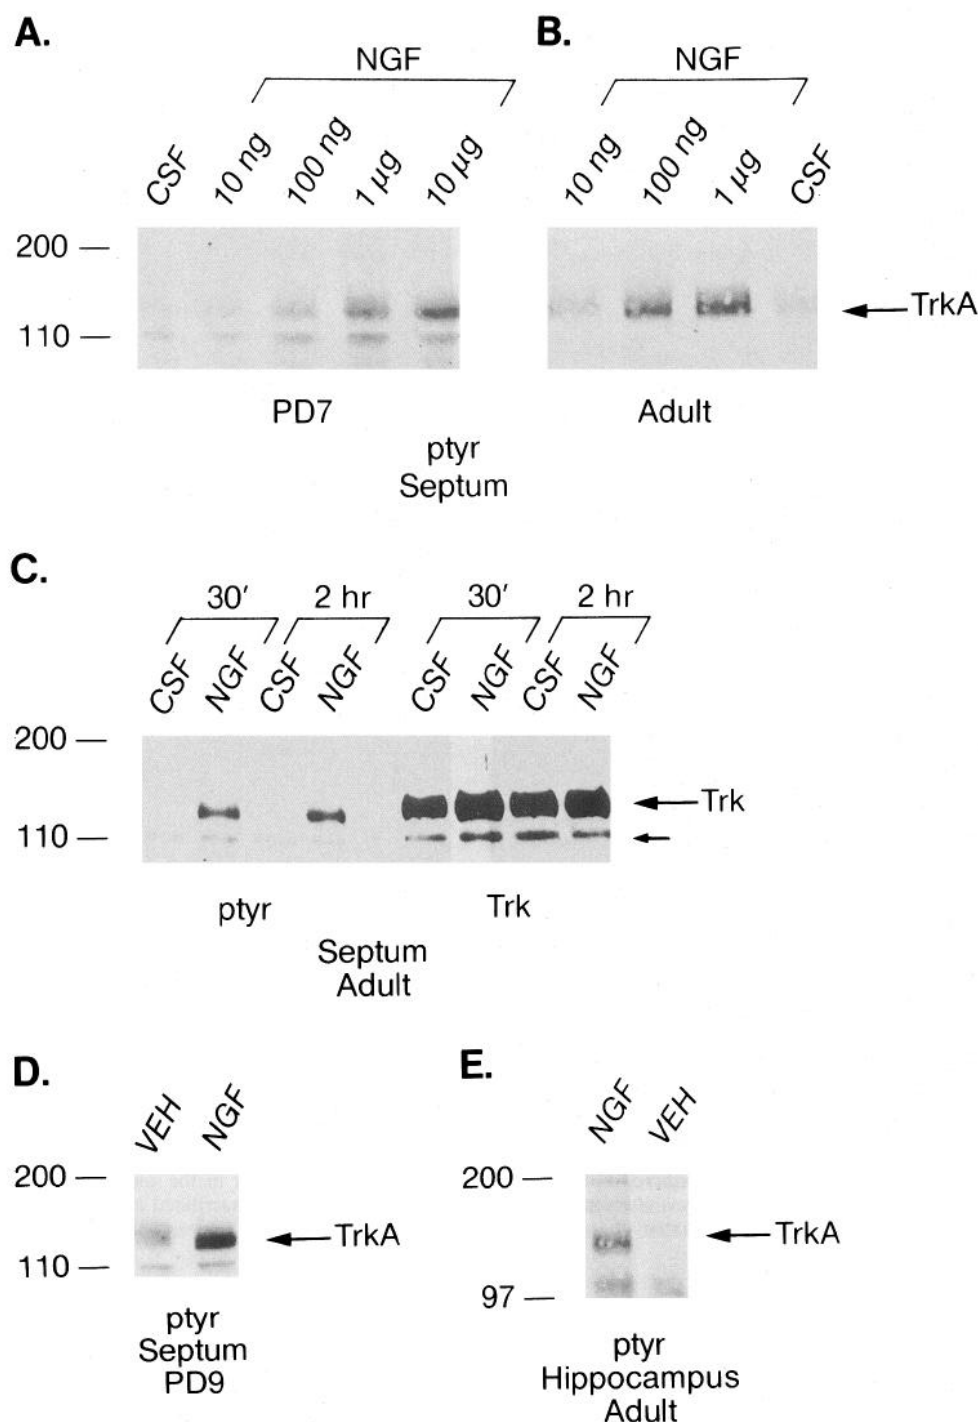 A.
NGF
CSF
10 ng
100 ng
1 µg
10 µg
200
110
PD7
B.
NGF
10 ng
100 ng
1 µg
CSF
TrkA
Adult
ptyr
Septum
C.
30′
2 hr
30′
2 hr
CSF
NGF
CSF
NGF
CSF
NGF
CSF
NGF
200
110
Trk
ptyr
Trk
Septum
Adult
D.
VEH
NGF
200
110
TrkA
ptyr
Septum
PD9
E.
NGF
VEH
200
97
TrkA
ptyr
Hippocampus
Adult